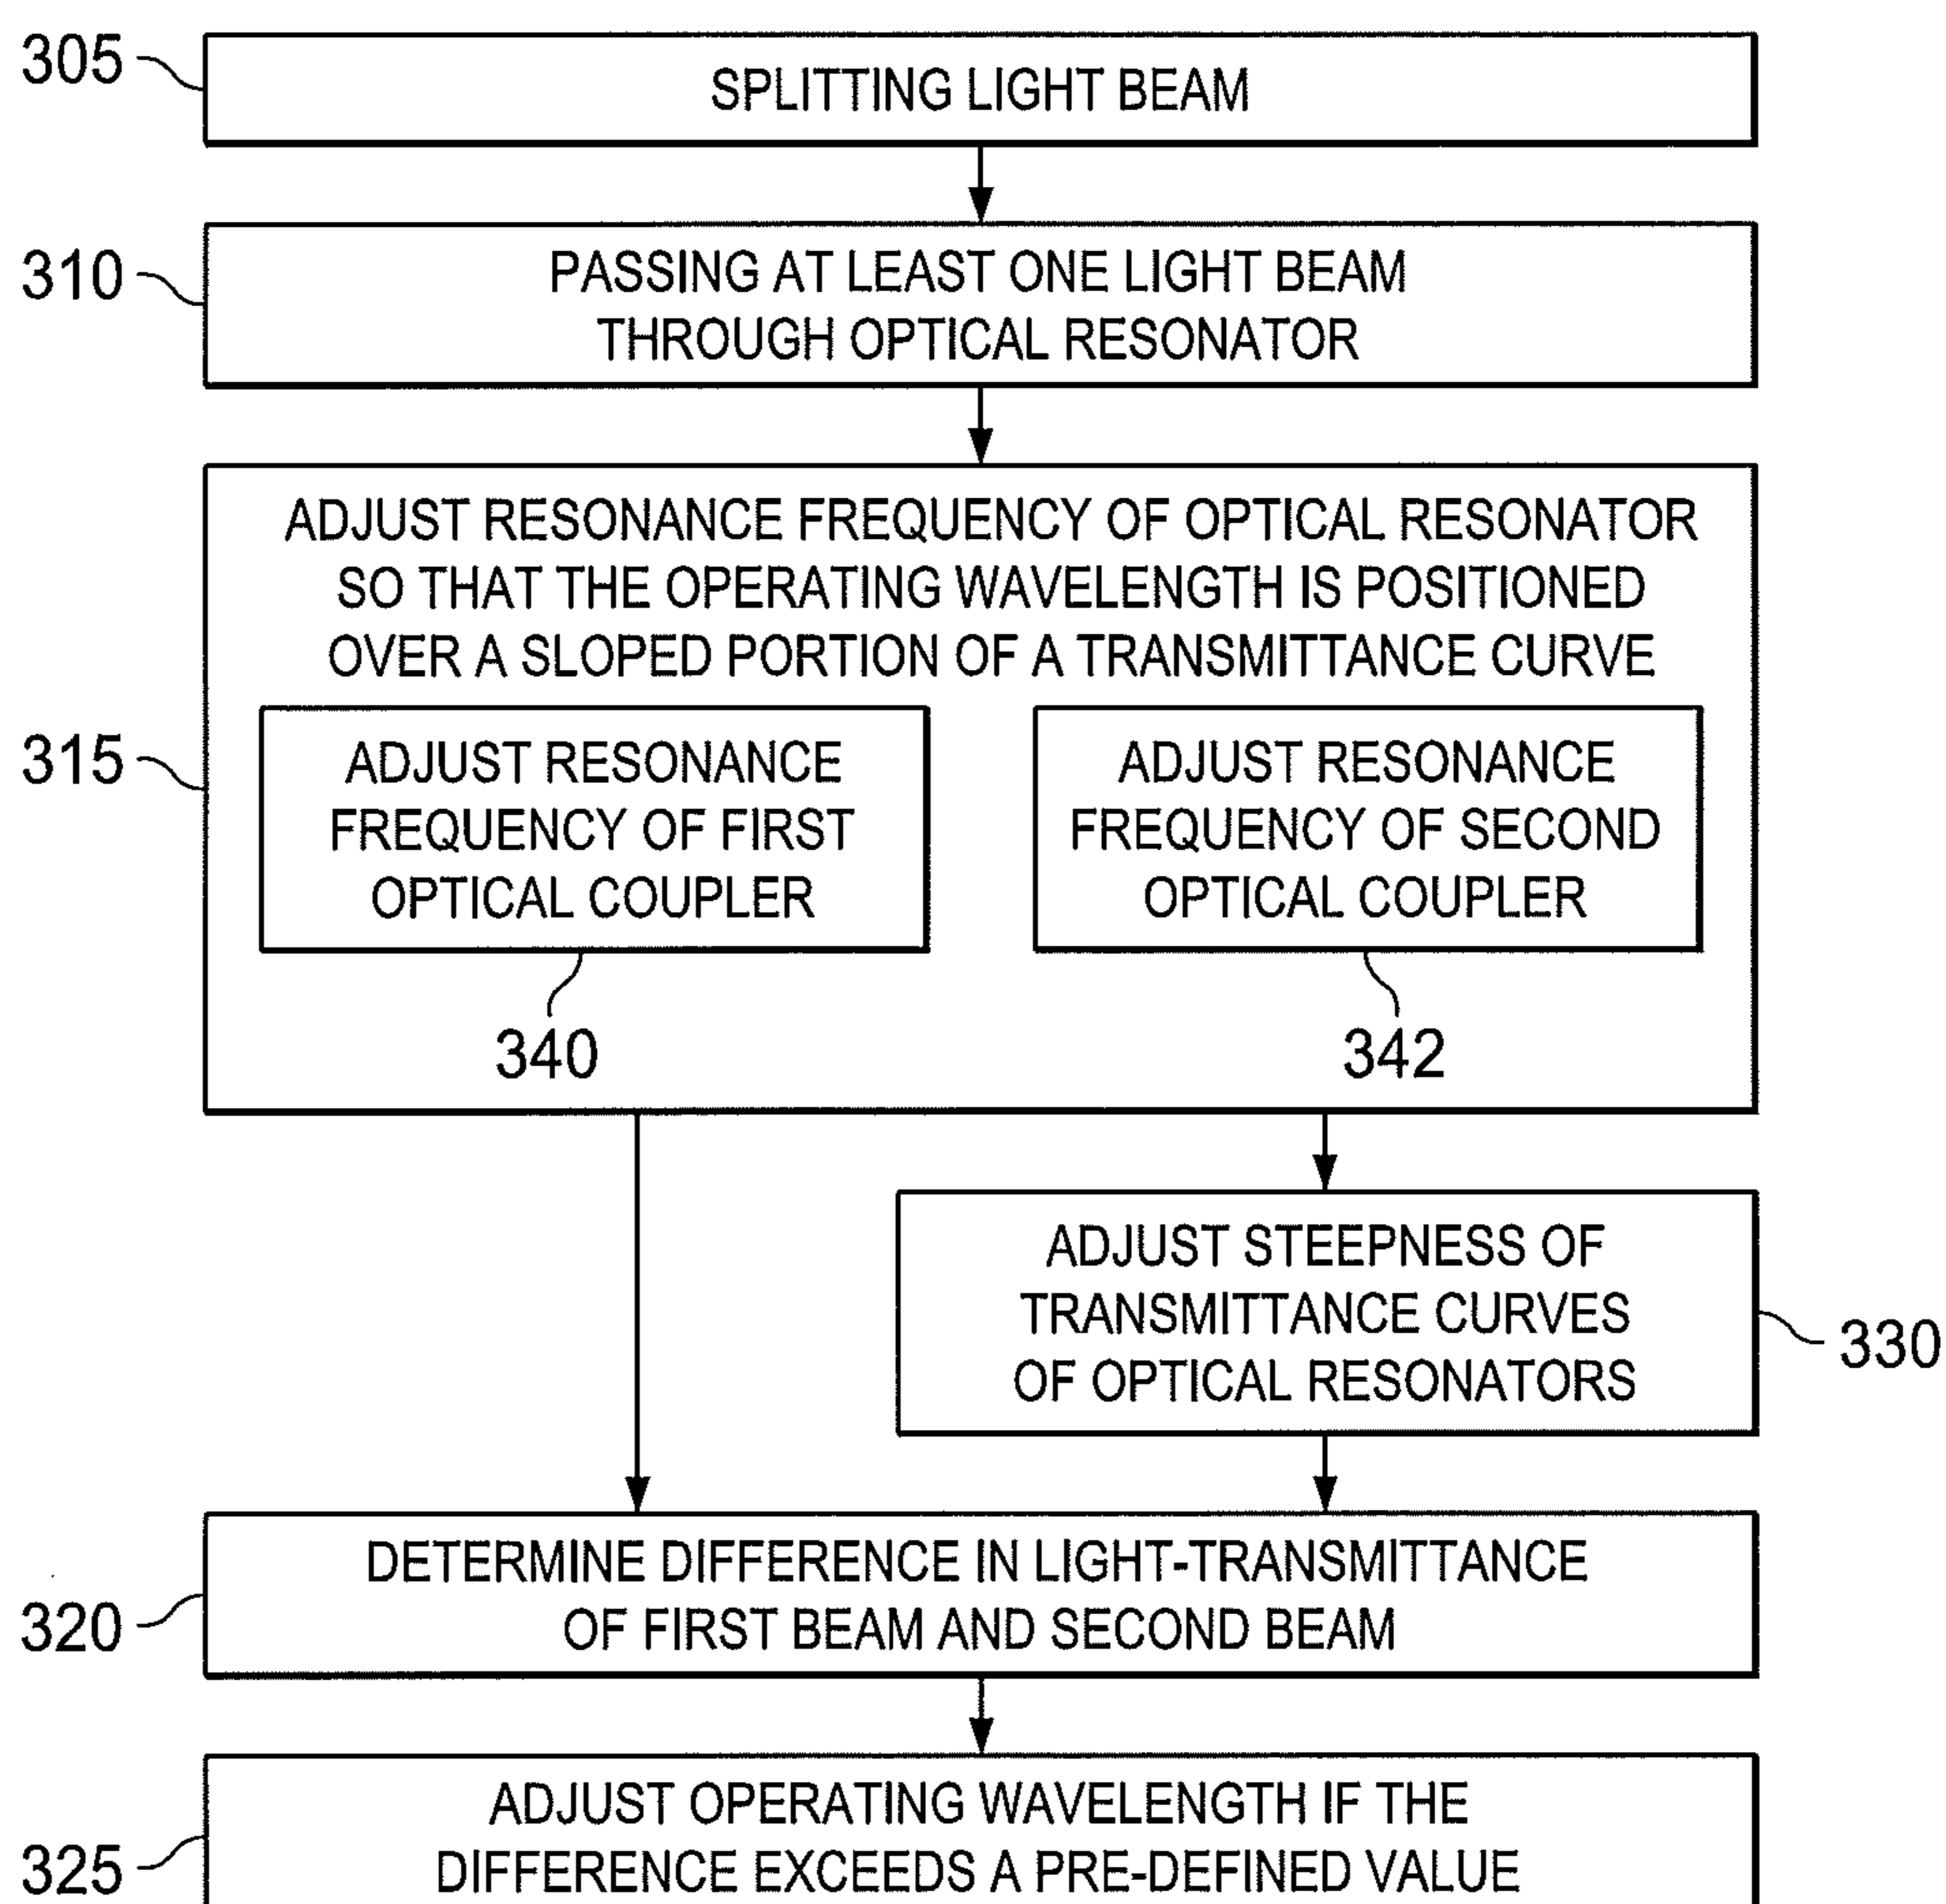 305
SPLITTING LIGHT BEAM
310
PASSING AT LEAST ONE LIGHT BEAM
THROUGH OPTICAL RESONATOR
315
ADJUST RESONANCE FREQUENCY OF OPTICAL RESONATOR
SO THAT THE OPERATING WAVELENGTH IS POSITIONED
OVER A SLOPED PORTION OF A TRANSMITTANCE CURVE
ADJUST RESONANCE
FREQUENCY OF FIRST
OPTICAL COUPLER
340
ADJUST RESONANCE
FREQUENCY OF SECOND
OPTICAL COUPLER
342
ADJUST STEEPNESS OF
TRANSMITTANCE CURVES
OF OPTICAL RESONATORS
330
320
DETERMINE DIFFERENCE IN LIGHT-TRANSMITTANCE
OF FIRST BEAM AND SECOND BEAM
325
ADJUST OPERATING WAVELENGTH IF THE
DIFFERENCE EXCEEDS A PRE-DEFINED VALUE